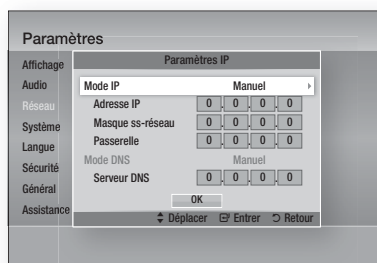 Paramètres
Affichage
Audio
Réseau
Système
Langue
Sécurité
Général
Assistance
Paramètres IP
Mode IP Manuel
Adresse IP 0 . 0 . 0 . 0
Masque ss-réseau 0 . 0 . 0 . 0
Passerelle 0 . 0 . 0 . 0
Mode DNS Manuel
Serveur DNS 0 . 0 . 0 . 0
OK
Déplacer Entrer Retour